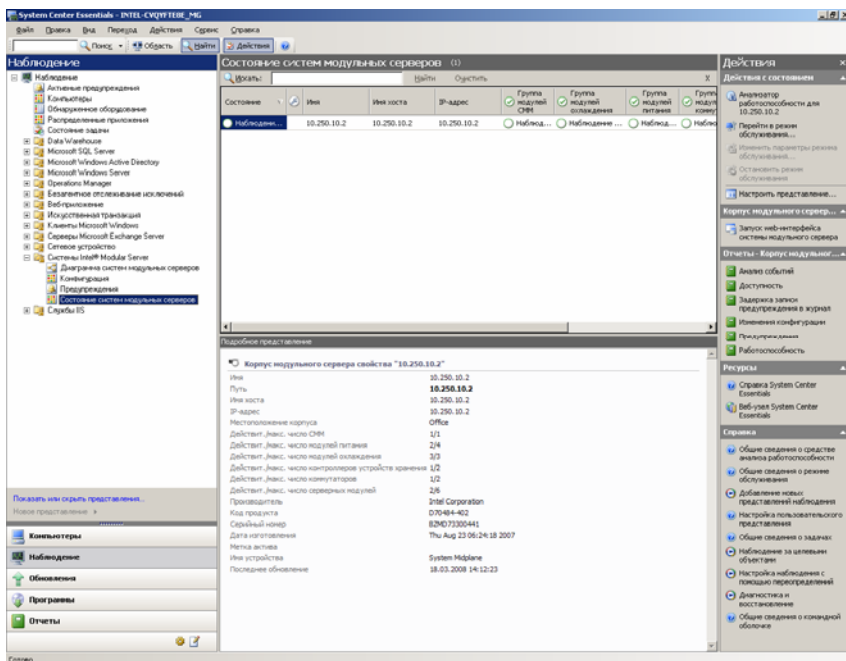 System Center Essentials - INTEL-CVQYFTEBE_MG
Файл Правка Вид Переход Действия Сервис Справка
Поиск Область Найти Действия
Наблюдение
Наблюдение
Активные предупреждения
Компьютеры
Обнаруженное оборудование
Распределенные приложения
Состояние задачи
Data Warehouse
Microsoft SQL Server
Microsoft Windows Active Directory
Microsoft Windows Server
Operations Manager
Безагентное отслеживание исключений
Веб-приложение
Искусственная транзакция
Клиенты Microsoft Windows
Серверы Microsoft Exchange Server
Сетевое устройство
Системы Intel® Modular Server
Диаграмма систем модульных серверов
Конфигурация
Предупреждения
Состояние систем модульных серверов
Службы IIS
Показать или скрыть представления...
Новое представление
Компьютеры
Наблюдение
Обновления
Программы
Отчеты
Готово
Состояние систем модульных серверов (1)
Искать: Найти Очистить X
Состояние Имя Имя хоста IP-адрес Группа модулей CMM Группа модулей охлаждения Группа модулей питания Групп модул комму
Наблюдени... 10.250.10.2 10.250.10.2 10.250.10.2 Наблюд... Наблюдение ... Наблюд... Наблю
Подробное представление
Корпус модульного сервера свойства "10.250.10.2"
Имя 10.250.10.2
Путь 10.250.10.2
Имя хоста 10.250.10.2
IP-адрес 10.250.10.2
Местоположение корпуса Office
Действит./макс. число CMM 1/1
Действит./макс. число модулей питания 2/4
Действит./макс. число модулей охлаждения 3/3
Действит./макс. число контроллеров устройств хранения 1/2
Действит./макс. число коммутаторов 1/2
Действит./макс. число серверных модулей 2/6
Производитель Intel Corporation
Код продукта D70484-402
Серийный номер BZMD73300441
Дата изготовления Thu Aug 23 06:24:18 2007
Метка актива
Имя устройства System Midplane
Последнее обновление 18.03.2008 14:12:23
Действия x
Действия с состоянием
Анализатор работоспособности для 10.250.10.2
Перейти в режим обслуживания...
Изменить параметры режима обслуживания...
Остановить режим обслуживания
Настроить представление...
Корпус модульного сервер...
Запуск web-интерфейса системы модульного сервера
Отчеты - Корпус модульног...
Анализ событий
Доступность
Задержка записи предупреждения в журнал
Изменения конфигурации
Предупреждения
Работоспособность
Ресурсы
Справка System Center Essentials
Веб-узел System Center Essentials
Справка
Общие сведения о средстве анализа работоспособности
Общие сведения о режиме обслуживания
Добавление новых представлений наблюдения
Настройка пользовательского представления
Общие сведения о задачах
Наблюдение за целевыми объектами
Настройка наблюдения с помощью переопределений
Диагностика и восстановление
Общие сведения о командной оболочке